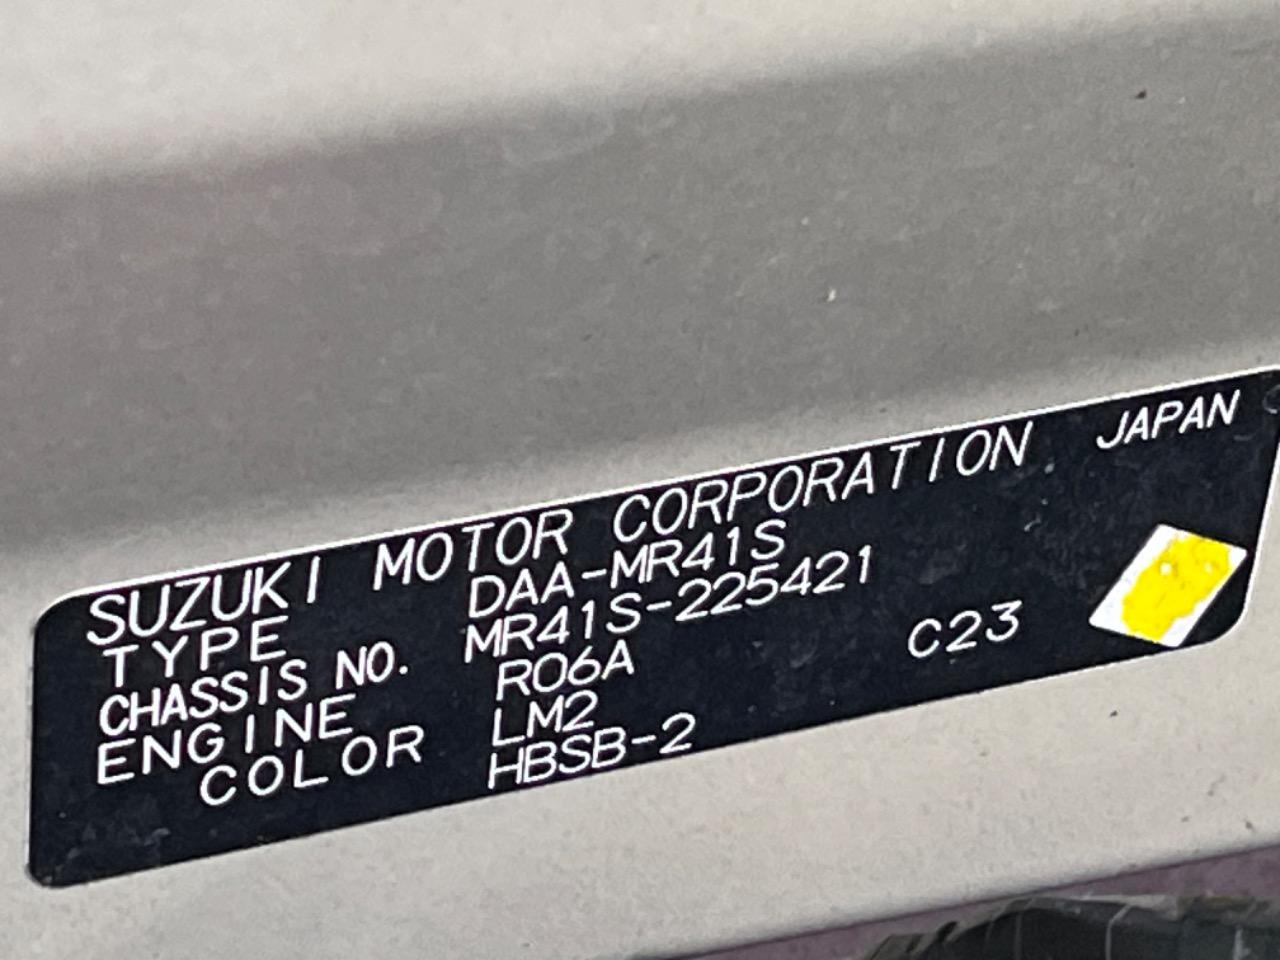 SUZUKI MOTOR CORPORATION JAPAN
TYPE DAA-MR41S
CHASSIS NO. MR41S-225421
ENGINE R06A
COLOR LM2 C23
HBSB-2